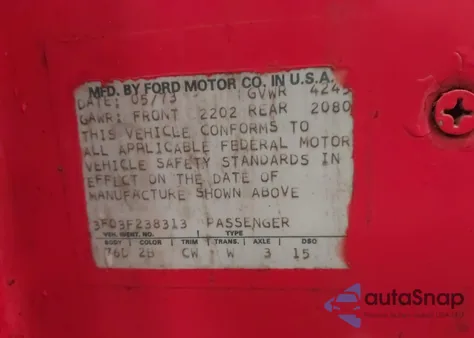 MFD. BY FORD MOTOR CO. IN U.S.A.
DATE: 05/73 GVWR 4245
GAWR: FRONT 2202 REAR 2080
THIS VEHICLE CONFORMS TO
ALL APPLICABLE FEDERAL MOTOR
VEHICLE SAFETY STANDARDS IN
EFFECT ON THE DATE OF
MANUFACTURE SHOWN ABOVE
3F03F238313 PASSENGER
VEH. IDENT. NO. TYPE
BODY COLOR TRIM TRANS. AXLE DSO
76D 2B CW W 3 15
autoSnap